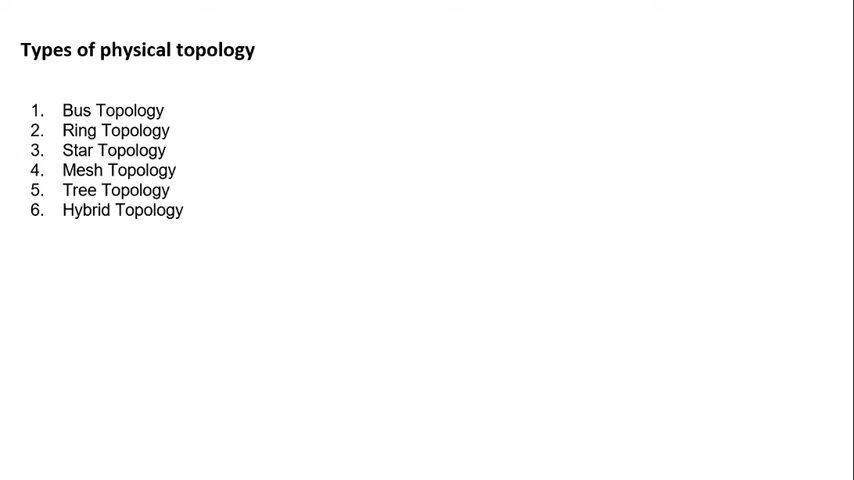 Types of physical topology
1. Bus Topology
2. Ring Topology
3. Star Topology
4. Mesh Topology
5. Tree Topology
6. Hybrid Topology